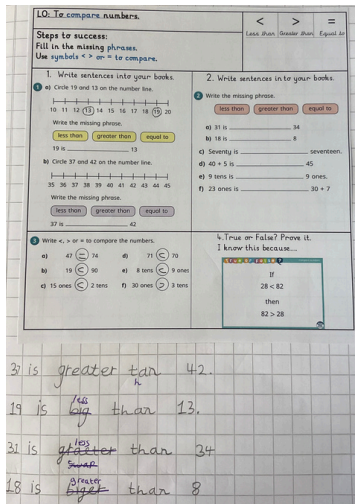 LO: To compare numbers.
< > =
Less than Greater than Equal to
Steps to success:
Fill in the missing phrases.
Use symbols < > or = to compare.
1. Write sentences into your books.
1 a) Circle 19 and 13 on the number line.
10 11 12 13 14 15 16 17 18 19 20
Write the missing phrase.
less than greater than equal to
19 is 13
b) Circle 37 and 42 on the number line.
35 36 37 38 39 40 41 42 43 44 45
Write the missing phrase.
less than greater than equal to
37 is 42
2. Write sentences into your books.
2 Write the missing phrase.
less than greater than equal to
a) 31 is 34
b) 18 is 8
c) Seventy is seventeen.
d) 40 + 5 is 45
e) 9 tens is 9 ones.
f) 23 ones is 30 + 7
3 Write <, > or = to compare the numbers.
a) 47 = 74 d) 71 < 70
b) 19 < 90 e) 8 tens < 9 ones
c) 15 ones < 2 tens f) 30 ones > 3 tens
4. True or False? Prove it.
I know this because....
TRUE OR FALSE?
If
28 < 82
then
82 > 28
37 is greater tan 42.
h
less
19 is big than 13.
less
31 is greater than 34
swap
greater
18 is biger than 8